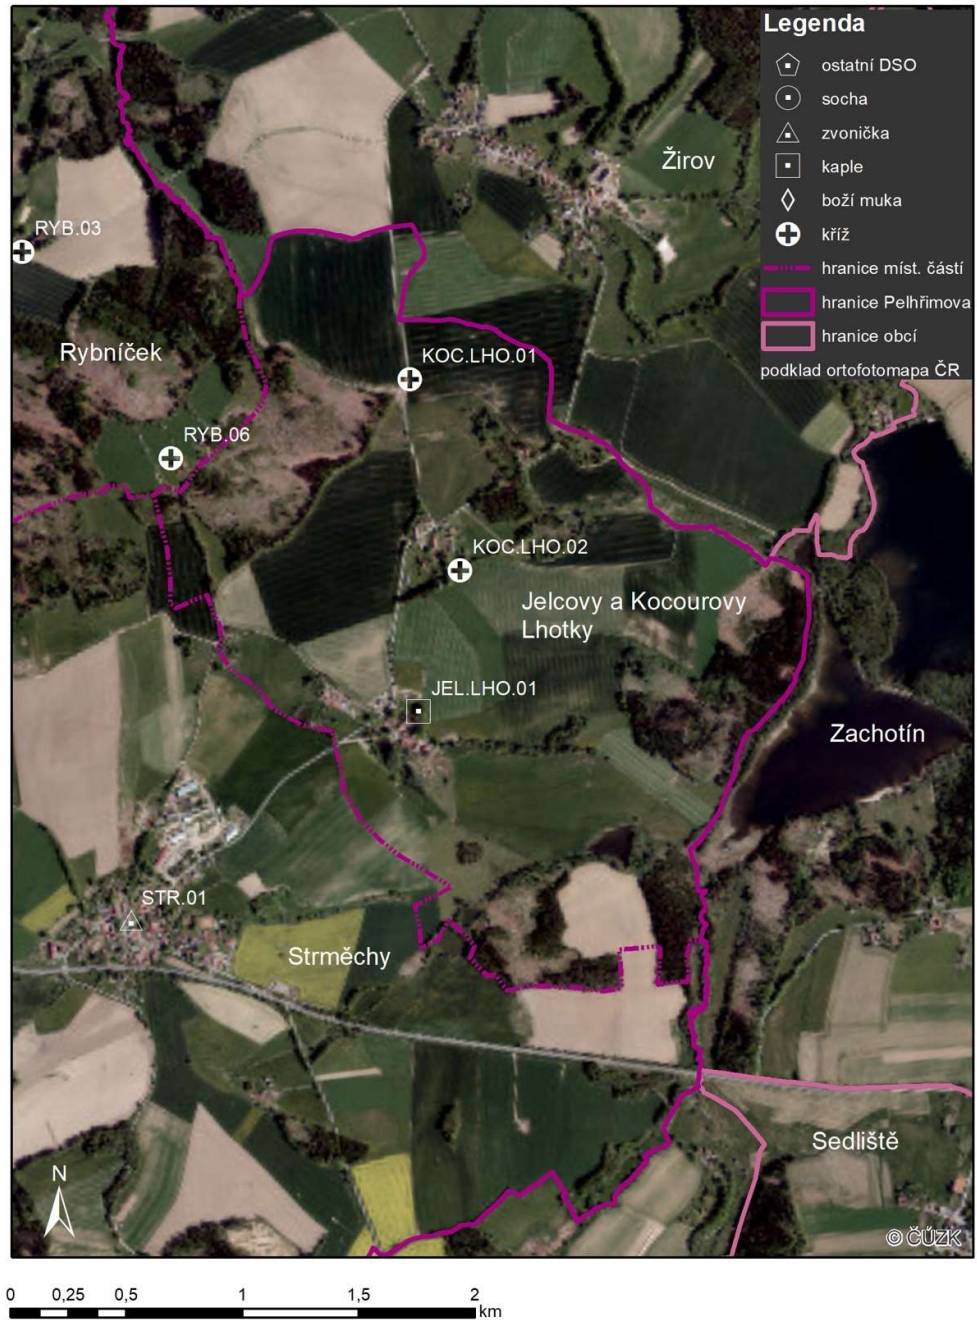 Legenda
ostatní DSO
socha
zvonička
kaple
boží muka
kříž
hranice míst. částí
hranice Pelhřimova
hranice obcí
podklad ortofotomapa ČR
Žirov
RYB.03
Rybníček
KOC.LHO.01
RYB.06
KOC.LHO.02
Jelcovy a Kocourovy
Lhotky
JEL.LHO.01
Zachotín
STR.01
Strměchy
Sedliště
N
© ČÚZK
0 0,25 0,5 1 1,5 2
km